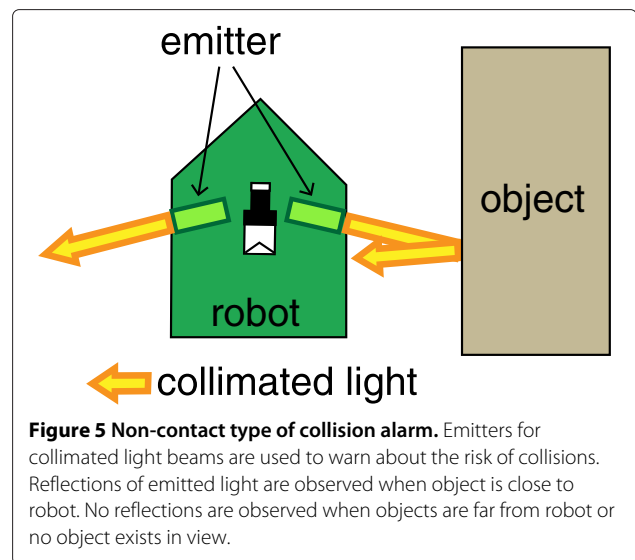 emitter
object
robot
collimated light
Figure 5 Non-contact type of collision alarm. Emitters for
collimated light beams are used to warn about the risk of collisions.
Reflections of emitted light are observed when object is close to
robot. No reflections are observed when objects are far from robot or
no object exists in view.